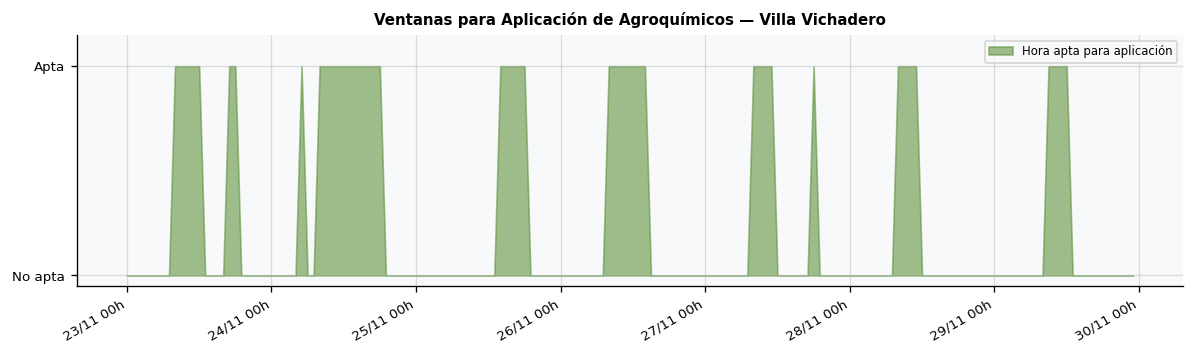 Ventanas para Aplicación de Agroquímicos — Villa Vichadero
Hora apta para aplicación
Apta
No apta
23/11 00h
24/11 00h
25/11 00h
26/11 00h
27/11 00h
28/11 00h
29/11 00h
30/11 00h